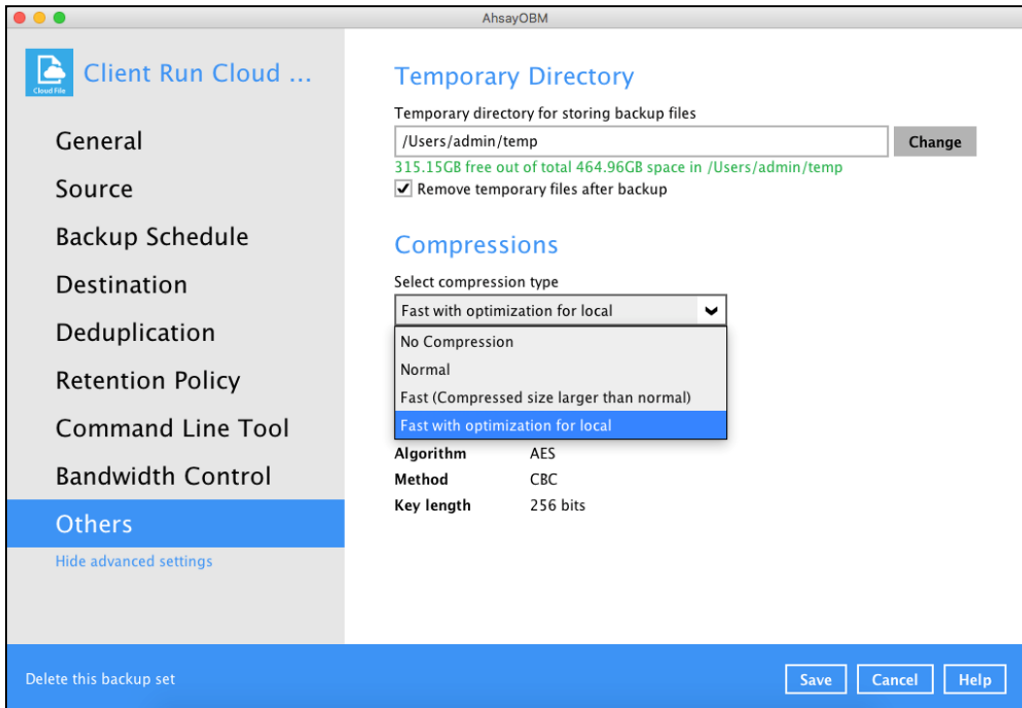 AhsayOBM
Cloud File
Client Run Cloud ...
General
Source
Backup Schedule
Destination
Deduplication
Retention Policy
Command Line Tool
Bandwidth Control
Others
Hide advanced settings
Temporary Directory
Temporary directory for storing backup files
/Users/admin/temp
Change
315.15GB free out of total 464.96GB space in /Users/admin/temp
Remove temporary files after backup
Compressions
Select compression type
Fast with optimization for local
No Compression
Normal
Fast (Compressed size larger than normal)
Fast with optimization for local
Algorithm AES
Method CBC
Key length 256 bits
Delete this backup set
Save Cancel Help